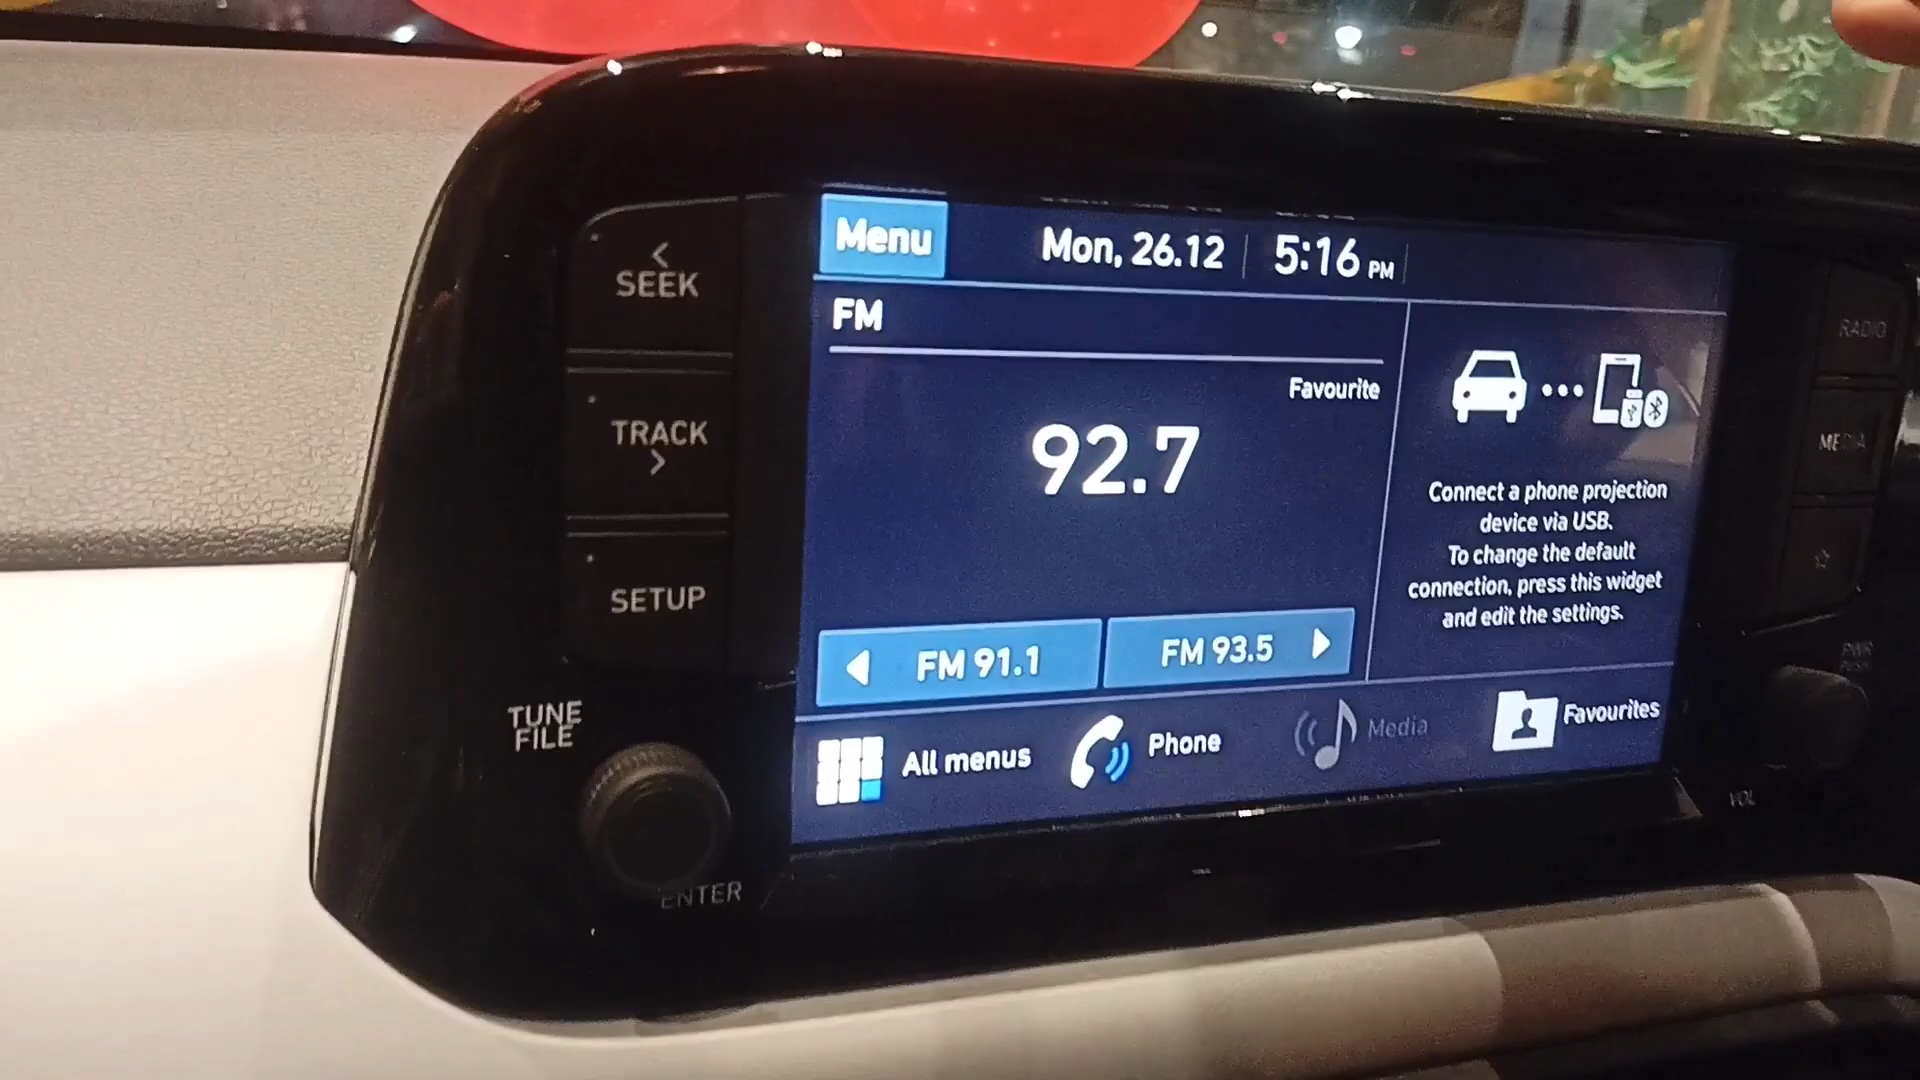 Menu
Mon, 26.12
5:16 PM
FM
Favourite
92.7
FM 91.1
FM 93.5
Connect a phone projection
device via USB.
To change the default
connection, press this widget
and edit the settings.
All menus
Phone
Media
Favourites
< SEEK
TRACK >
SETUP
TUNE
FILE
ENTER
RADIO
MEDIA
PWR
PUSH
VOL